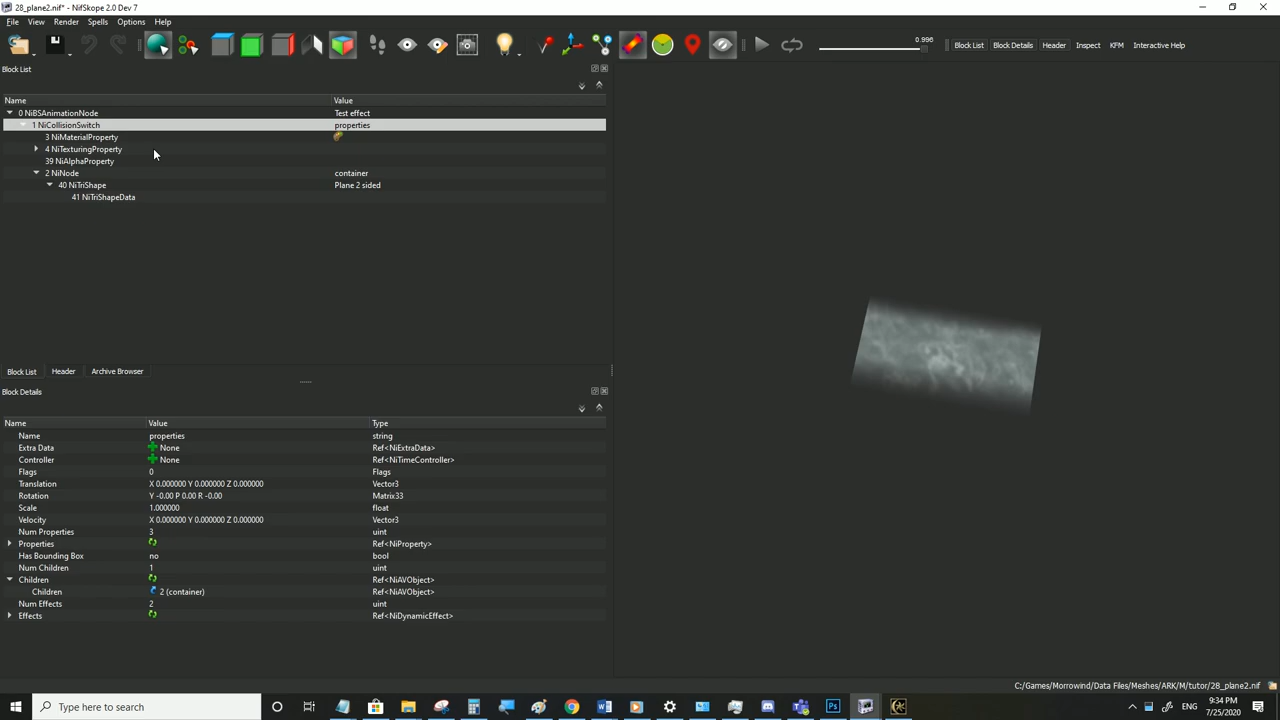 28_plane2.nif* - NifSkope 2.0 Dev 7
File View Render Spells Options Help
0.996 Block List Block Details Header Inspect KFM Interactive Help
Block List
Name Value
0 NiBSAnimationNode Test effect
1 NiCollisionSwitch properties
3 NiMaterialProperty
4 NiTexturingProperty
39 NiAlphaProperty
2 NiNode container
40 NiTriShape Plane 2 sided
41 NiTriShapeData
Block List Header Archive Browser
Block Details
Name Value Type
Name properties string
Extra Data None Ref<NiExtraData>
Controller None Ref<NiTimeController>
Flags 0 Flags
Translation X 0.000000 Y 0.000000 Z 0.000000 Vector3
Rotation Y -0.00 P 0.00 R -0.00 Matrix33
Scale 1.000000 float
Velocity X 0.000000 Y 0.000000 Z 0.000000 Vector3
Num Properties 3 uint
Properties Ref<NiProperty>
Has Bounding Box no bool
Num Children 1 uint
Children Ref<NiAVObject>
Children 2 (container) Ref<NiAVObject>
Num Effects 2 uint
Effects Ref<NiDynamicEffect>
C:/Games/Morrowind/Data Files/Meshes/ARK/M/tutor/28_plane2.nif
Type here to search
ENG
9:34 PM
7/25/2020